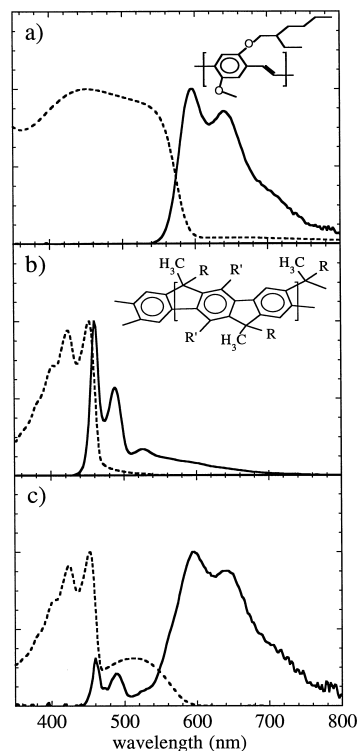 a)
O
O
b)
H₃C R R' H₃C R
R' H₃C R
c)
400 500 600 700 800
wavelength (nm)